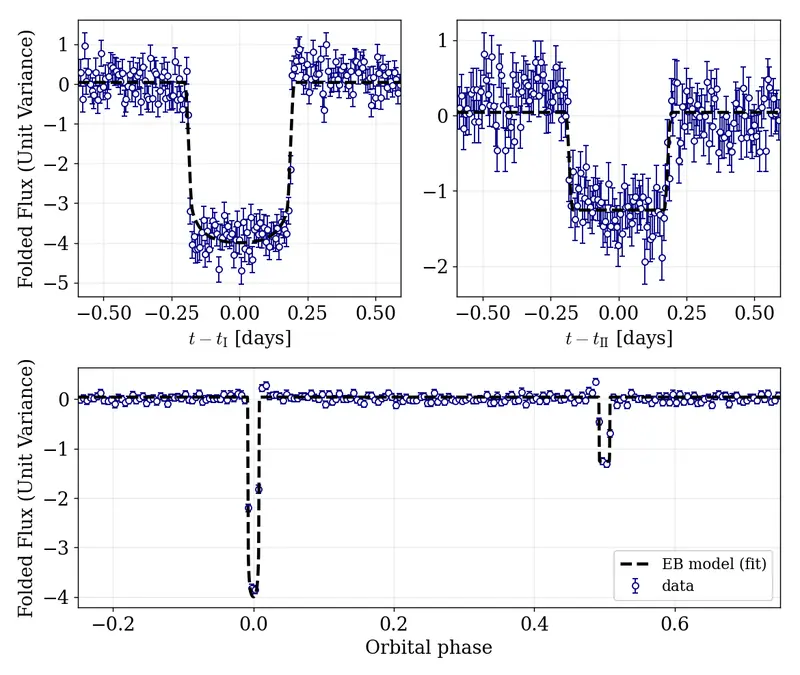 Folded Flux (Unit Variance)
1
0
−1
−2
−3
−4
−5
−0.50 −0.25 0.00 0.25 0.50
t − tI [days]
1
0
−1
−2
−0.50 −0.25 0.00 0.25 0.50
t − tII [days]
Folded Flux (Unit Variance)
0
−1
−2
−3
−4
EB model (fit)
data
−0.2 0.0 0.2 0.4 0.6
Orbital phase